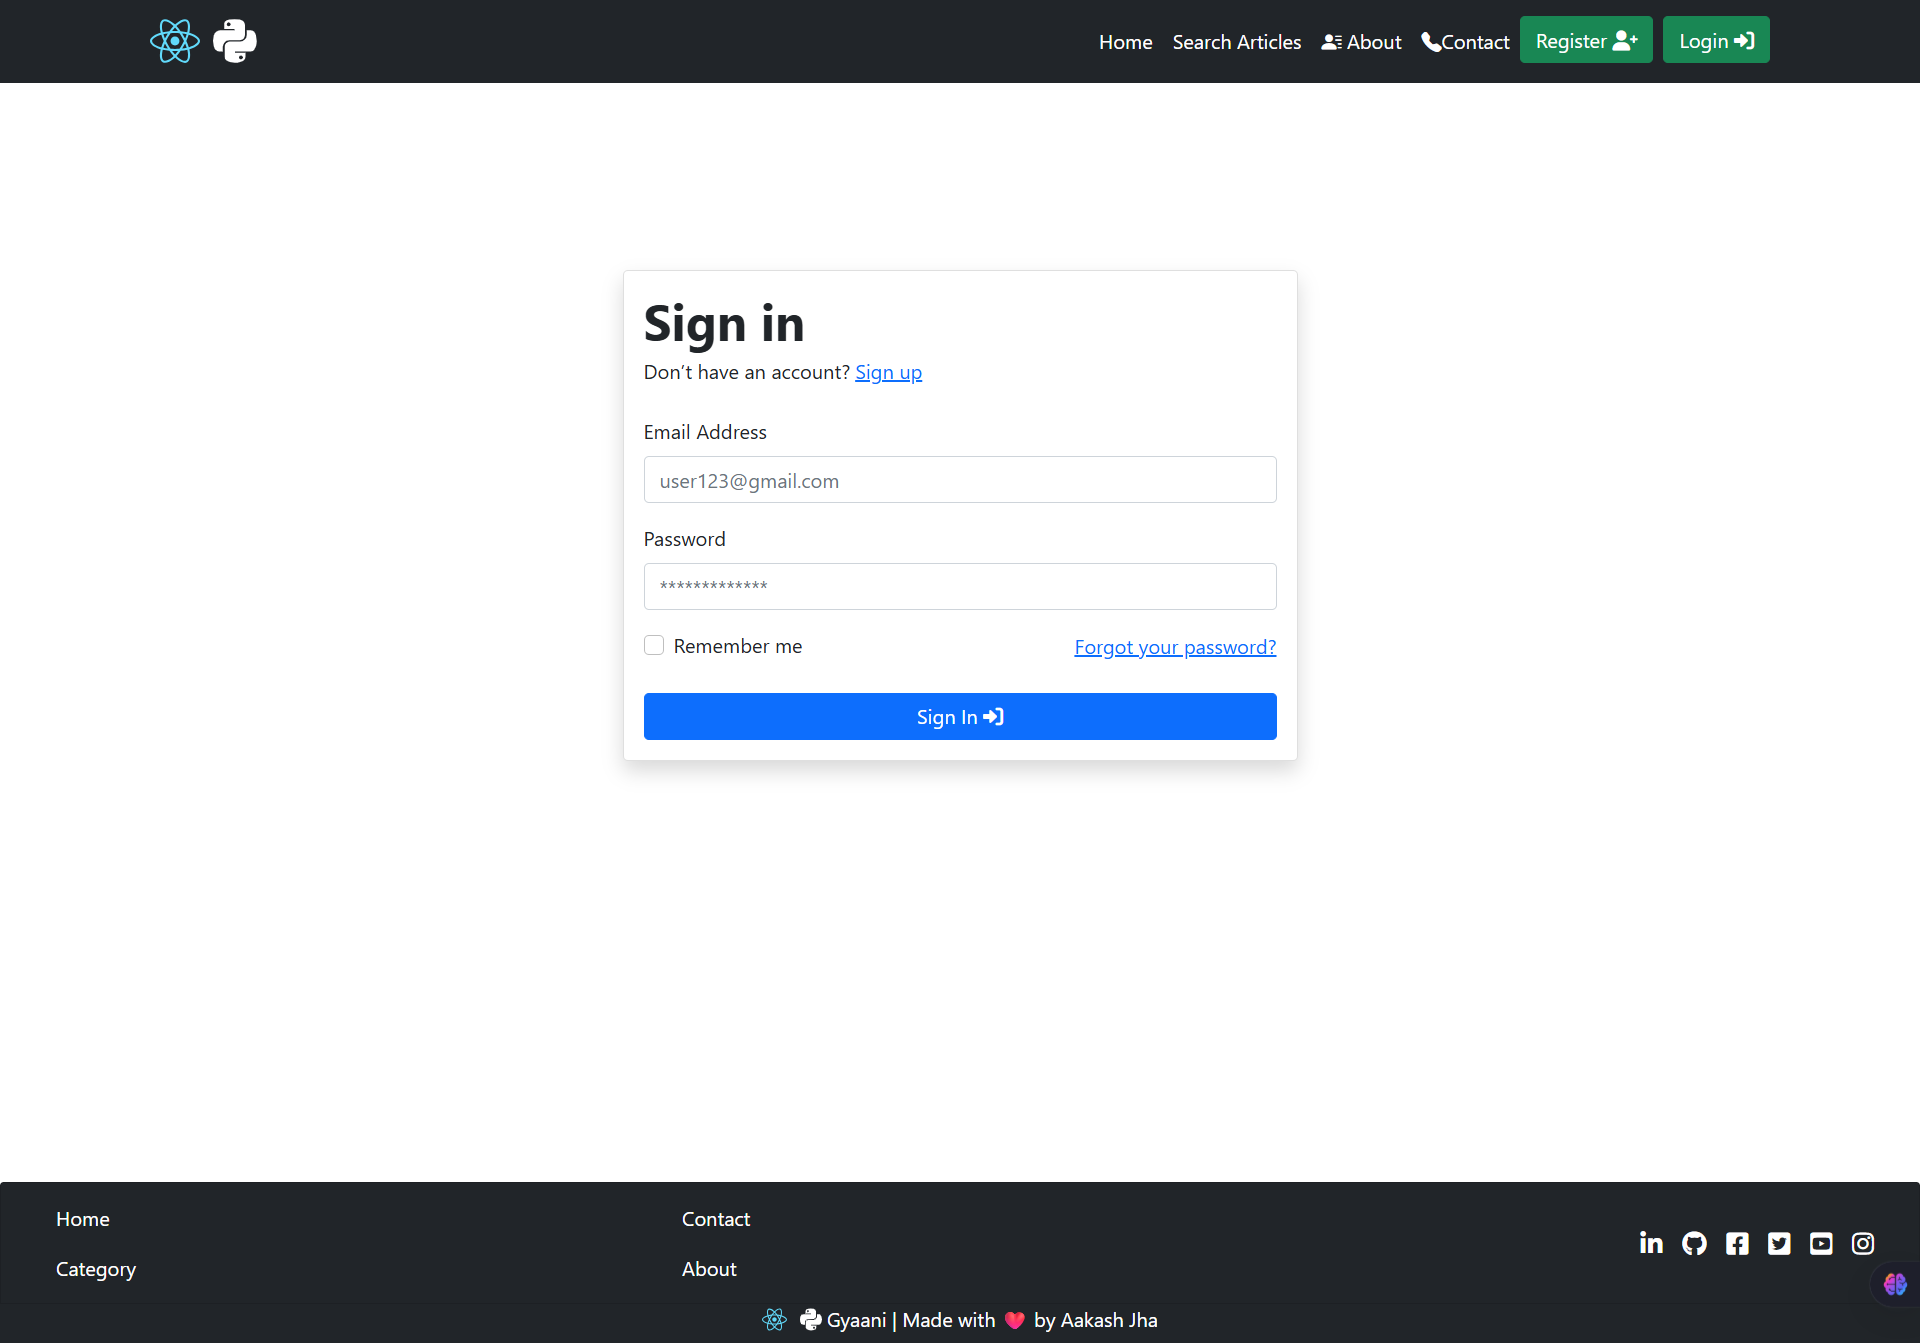 Home Search Articles About Contact Register Login
Sign in
Don’t have an account? Sign up
Email Address
user123@gmail.com
Password
*************
Remember me Forgot your password?
Sign In
Home Contact
Category About
Gyaani | Made with ❤️ by Aakash Jha